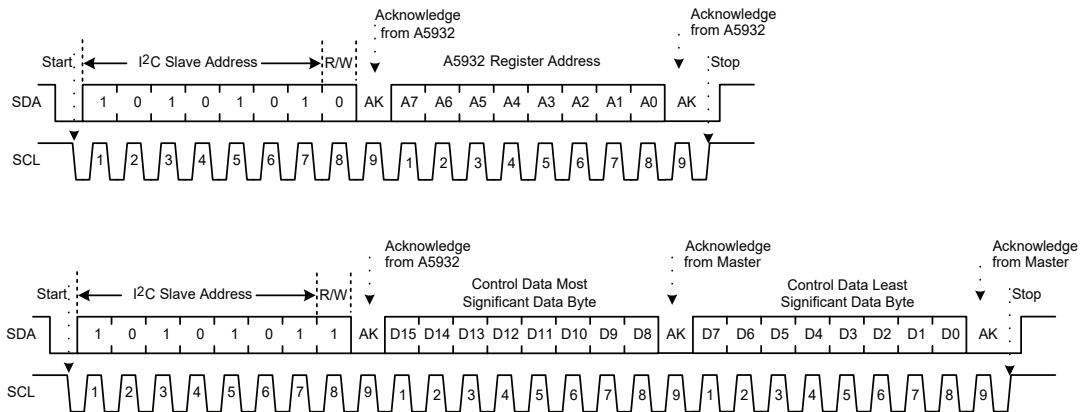 Acknowledge
from A5932
Acknowledge
from A5932
Start
I2C Slave Address
R/W
A5932 Register Address
Stop
SDA
1 0 1 0 1 0 1 0 AK A7 A6 A5 A4 A3 A2 A1 A0 AK
SCL
1 2 3 4 5 6 7 8 9 1 2 3 4 5 6 7 8 9
Acknowledge
from A5932
Acknowledge
from Master
Acknowledge
from Master
Start
I2C Slave Address
R/W
Control Data Most
Significant Data Byte
Control Data Least
Significant Data Byte
Stop
SDA
1 0 1 0 1 0 1 1 AK D15 D14 D13 D12 D11 D10 D9 D8 AK D7 D6 D5 D4 D3 D2 D1 D0 AK
SCL
1 2 3 4 5 6 7 8 9 1 2 3 4 5 6 7 8 9 1 2 3 4 5 6 7 8 9